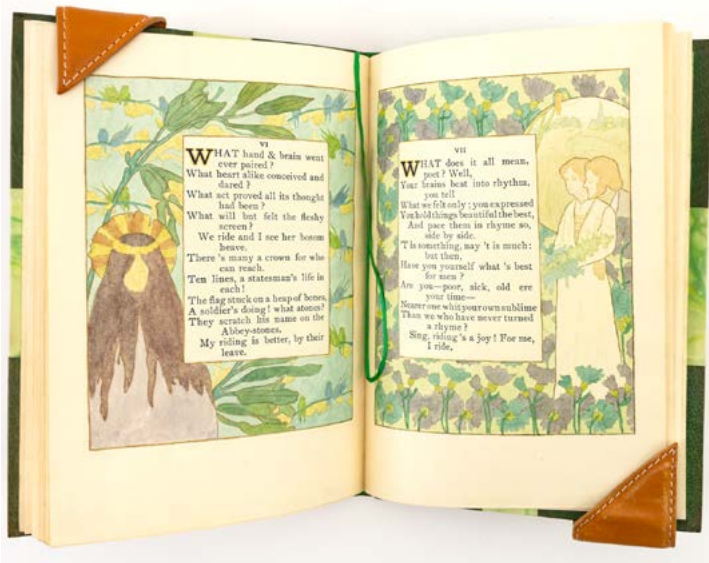 VI
WHAT hand & brain went
ever paired?
What heart alike conceived and
dared?
What act proved all its thought
had been?
What will but felt the fleshy
screen?
We ride and I see her bosom
heave.
There's many a crown for who
can reach.
Ten lines, a statesman's life in
each!
The flag stuck on a heap of bones,
A soldier's doing! what atones?
They scratch his name on the
Abbey-stones.
My riding is better, by their
leave.
VII
WHAT does it all mean,
poet? Well,
Your brains beat into rhythm,
you tell
What we felt only; you expressed
You hold things beautiful the best,
And pace them in rhyme so,
side by side.
'Tis something, nay 't is much:
but then,
Have you yourself what's best
for men?
Are you—poor, sick, old ere
your time—
Nearer one whit your own sublime
Than we who have never turned
a rhyme?
Sing, riding's a joy! For me,
I ride.